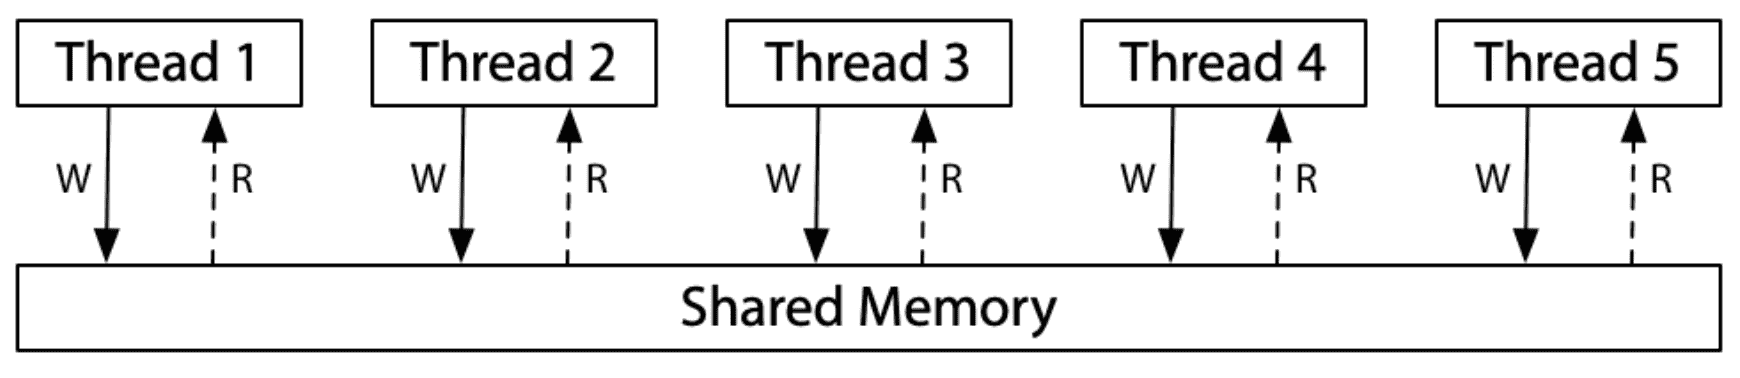 Thread 1 Thread 2 Thread 3 Thread 4 Thread 5
W R W R W R W R W R
Shared Memory